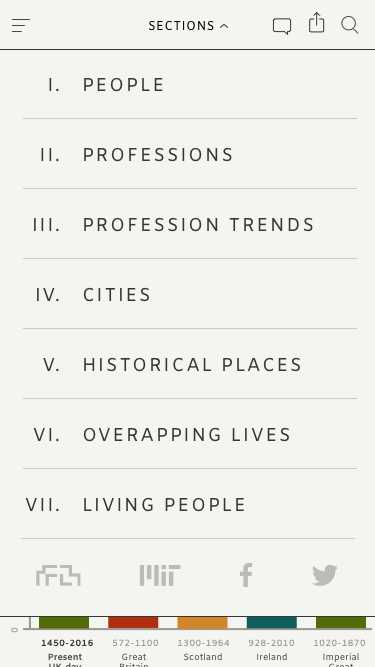 SECTIONS
I. PEOPLE
II. PROFESSIONS
III. PROFESSION TRENDS
IV. CITIES
V. HISTORICAL PLACES
VI. OVERAPPING LIVES
VII. LIVING PEOPLE
MIT
0
1450-2016 572-1100 1300-1964 928-2010 1020-1870
Present Great Scotland Ireland Imperial
UK day Britain Great